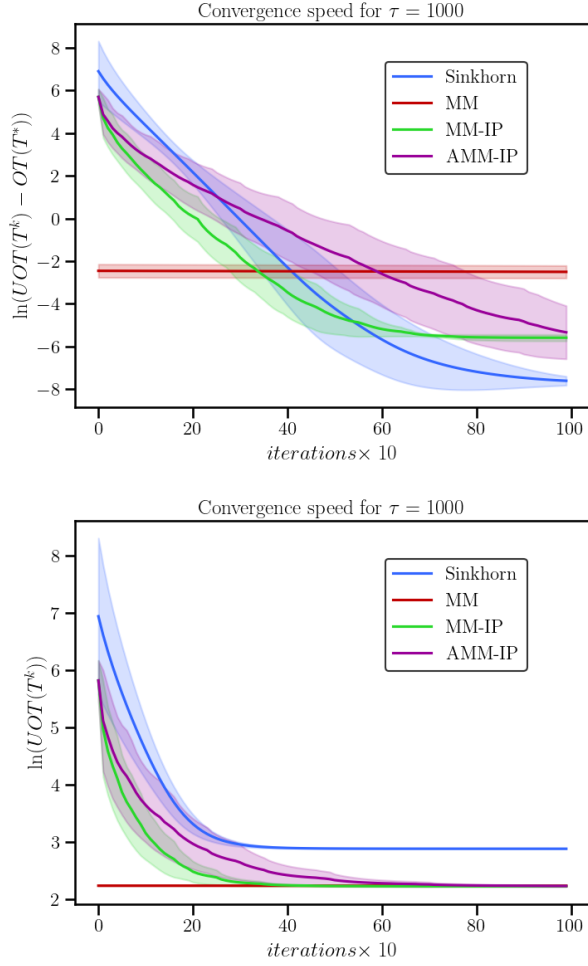 Convergence speed for τ = 1000
ln(UOT(T^k) − OT(T*))
8
6
4
2
0
−2
−4
−6
−8
Sinkhorn
MM
MM-IP
AMM-IP
0 20 40 60 80 100
iterations× 10
Convergence speed for τ = 1000
ln(UOT(T^k))
8
7
6
5
4
3
2
Sinkhorn
MM
MM-IP
AMM-IP
0 20 40 60 80 100
iterations× 10